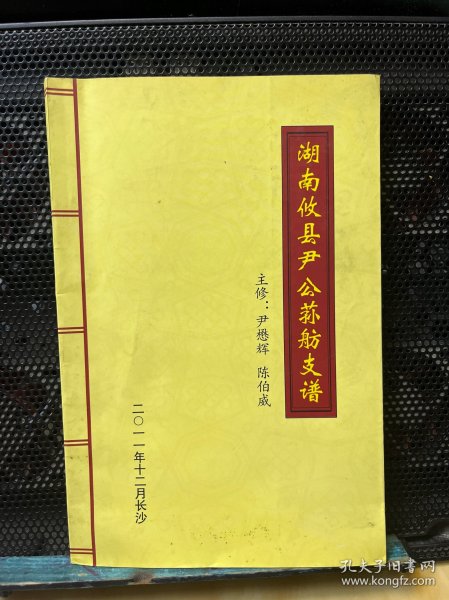 湖南攸县尹公荪舫支谱
主修：尹懋辉 陈伯威
二〇一一年十二月长沙
孔夫子旧书网
www.kongfz.com